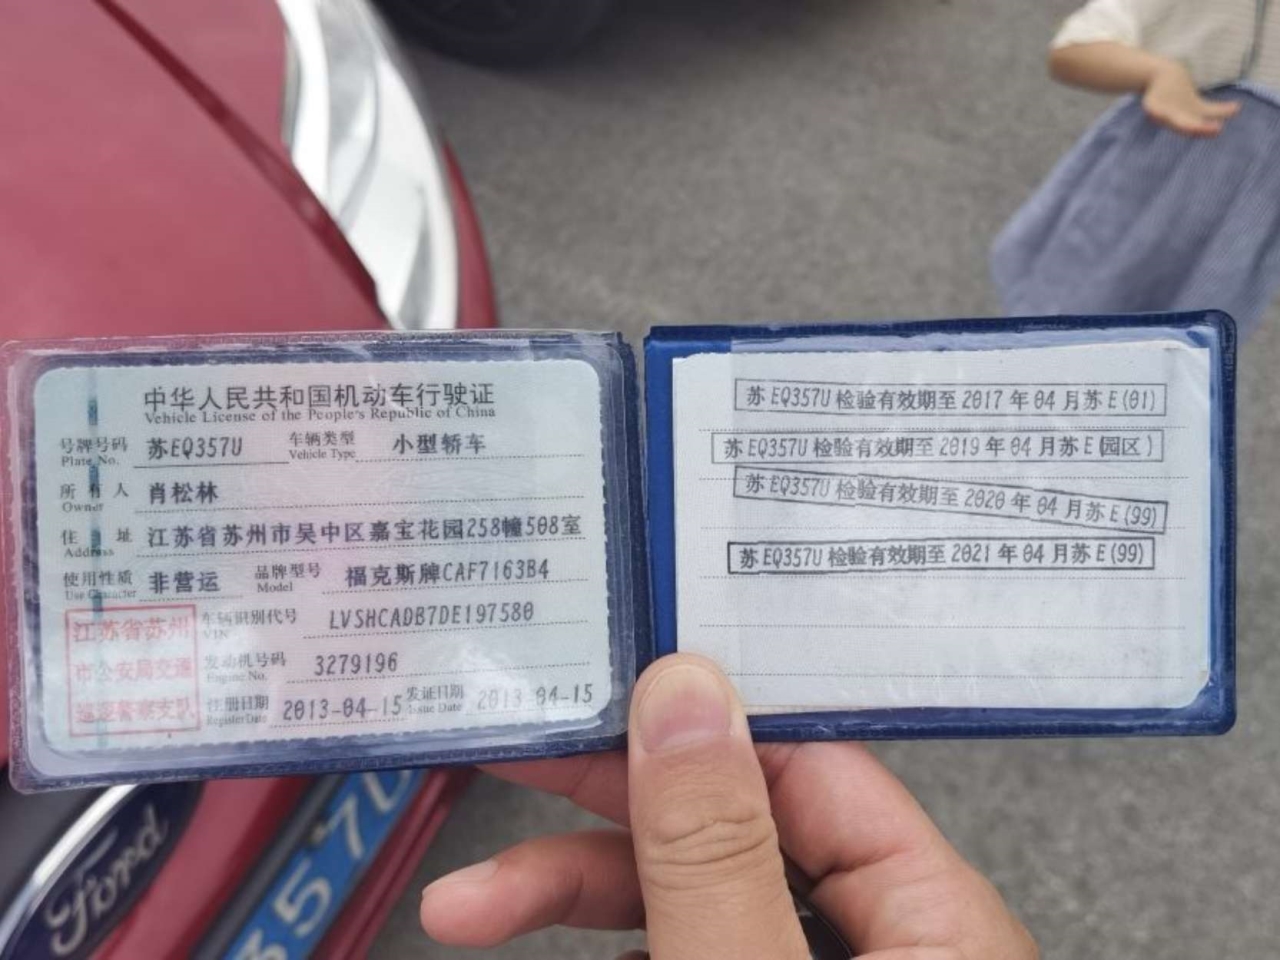 中华人民共和国机动车行驶证
Vehicle License of the People's Republic of China
号牌号码 苏EQ357U 车辆类型 小型轿车
Plate No. Vehicle Type
所有人 肖松林
Owner
住址 江苏省苏州市吴中区嘉宝花园258幢508室
Address
使用性质 非营运 品牌型号 福克斯牌CAF7163B4
Use Character Model
车辆识别代号 LVSHCADB7DE197580
VIN
发动机号码 3279196
Engine No.
注册日期 2013-04-15 发证日期 2013-04-15
Register Date Issue Date
江苏省苏州
市公安局交通
巡逻警察支队
苏EQ357U 检验有效期至 2017 年 04 月苏 E (01)
苏EQ357U 检验有效期至 2019 年 04 月苏 E (园区)
苏EQ357U 检验有效期至 2020 年 04 月苏 E (99)
苏EQ357U 检验有效期至 2021 年 04 月苏 E (99)
Ford
357U